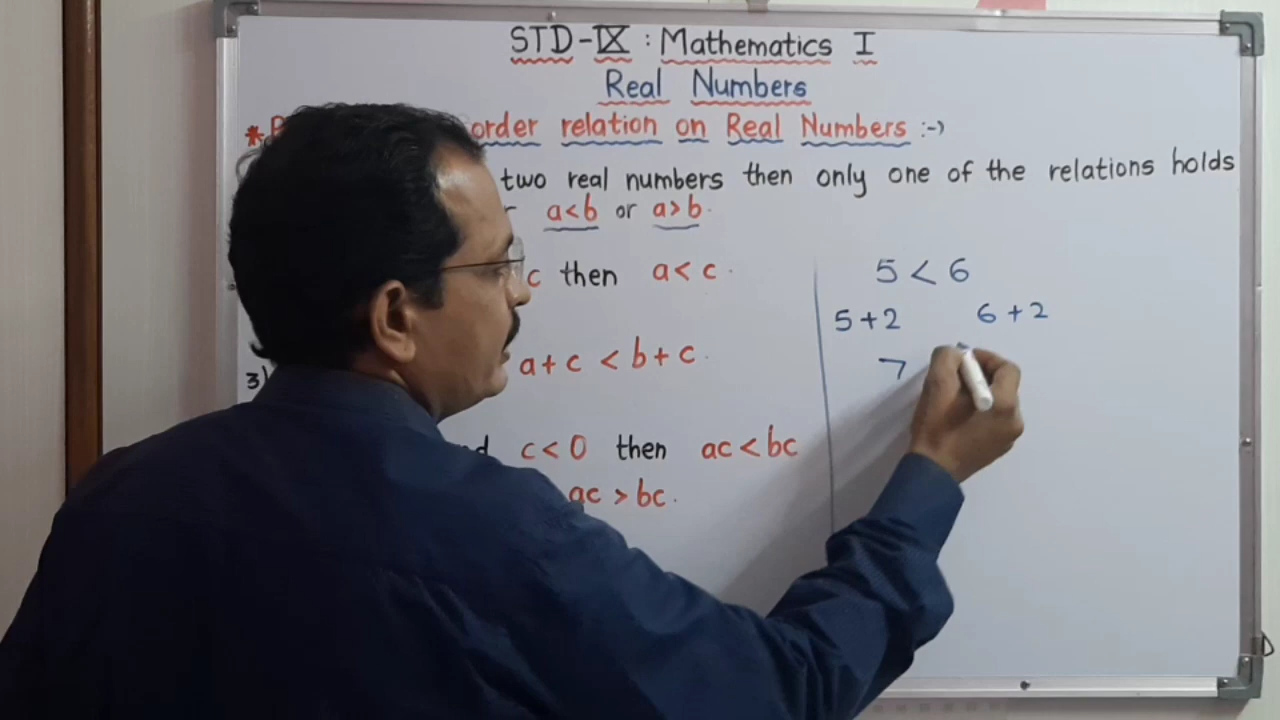 STD-IX : Mathematics I
Real Numbers
* order relation on Real Numbers :-)
two real numbers then only one of the relations holds
a<b or a>b.
c then a< c.
3) a+c < b+c.
c<0 then ac<bc
ac > bc.
5 < 6
5+2 6+2
7